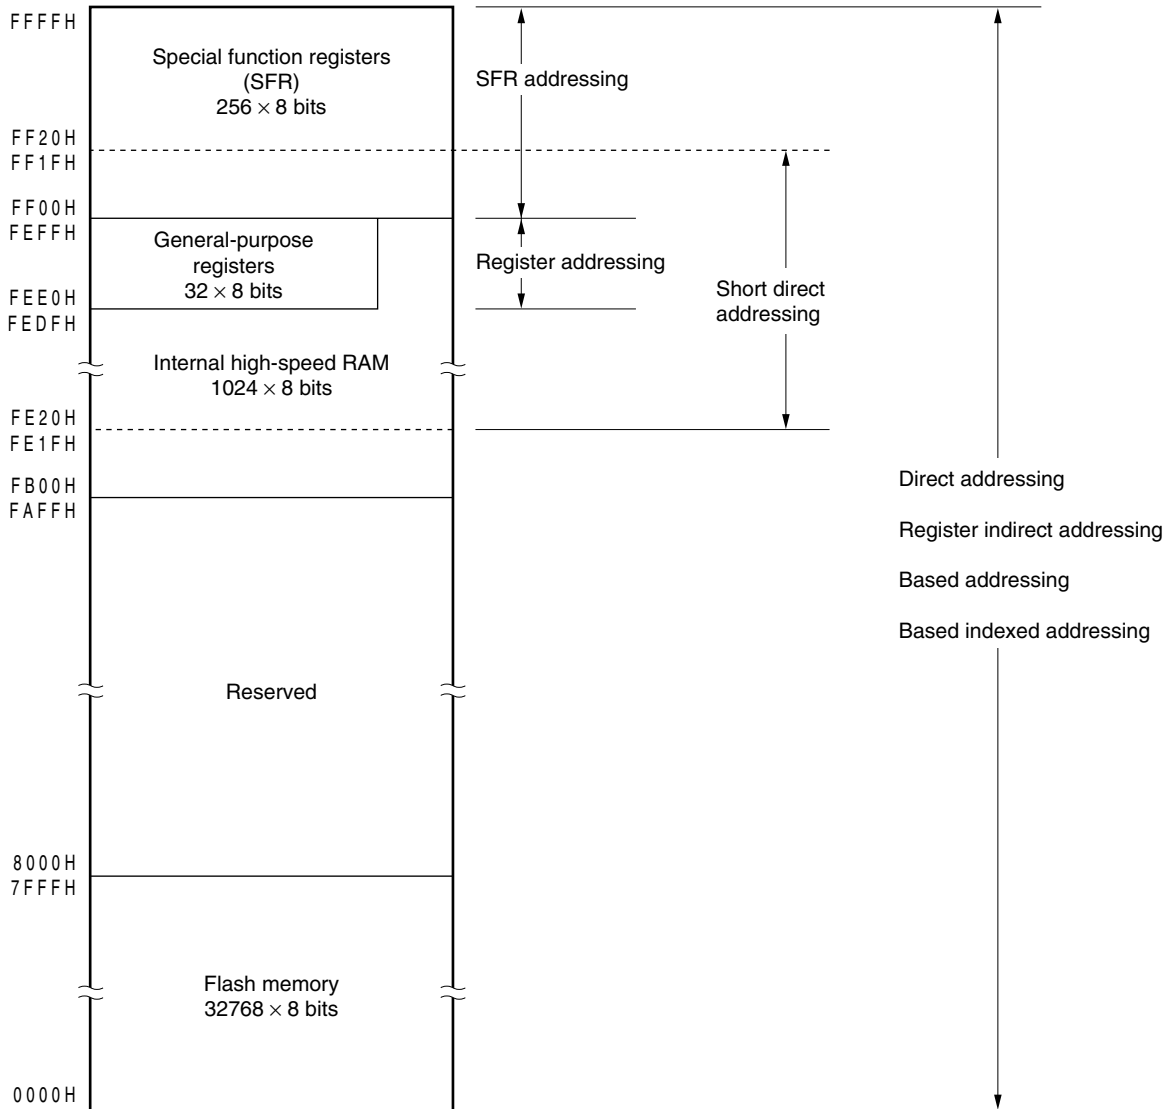 FFFFH
Special function registers
(SFR)
256 × 8 bits
SFR addressing
FF20H
FF1FH
FF00H
FEFFH
General-purpose
registers
32 × 8 bits
Register addressing
Short direct
addressing
FEE0H
FEDFH
Internal high-speed RAM
1024 × 8 bits
FE20H
FE1FH
FB00H
FAFFH
Direct addressing
Register indirect addressing
Based addressing
Based indexed addressing
Reserved
8000H
7FFFH
Flash memory
32768 × 8 bits
0000H